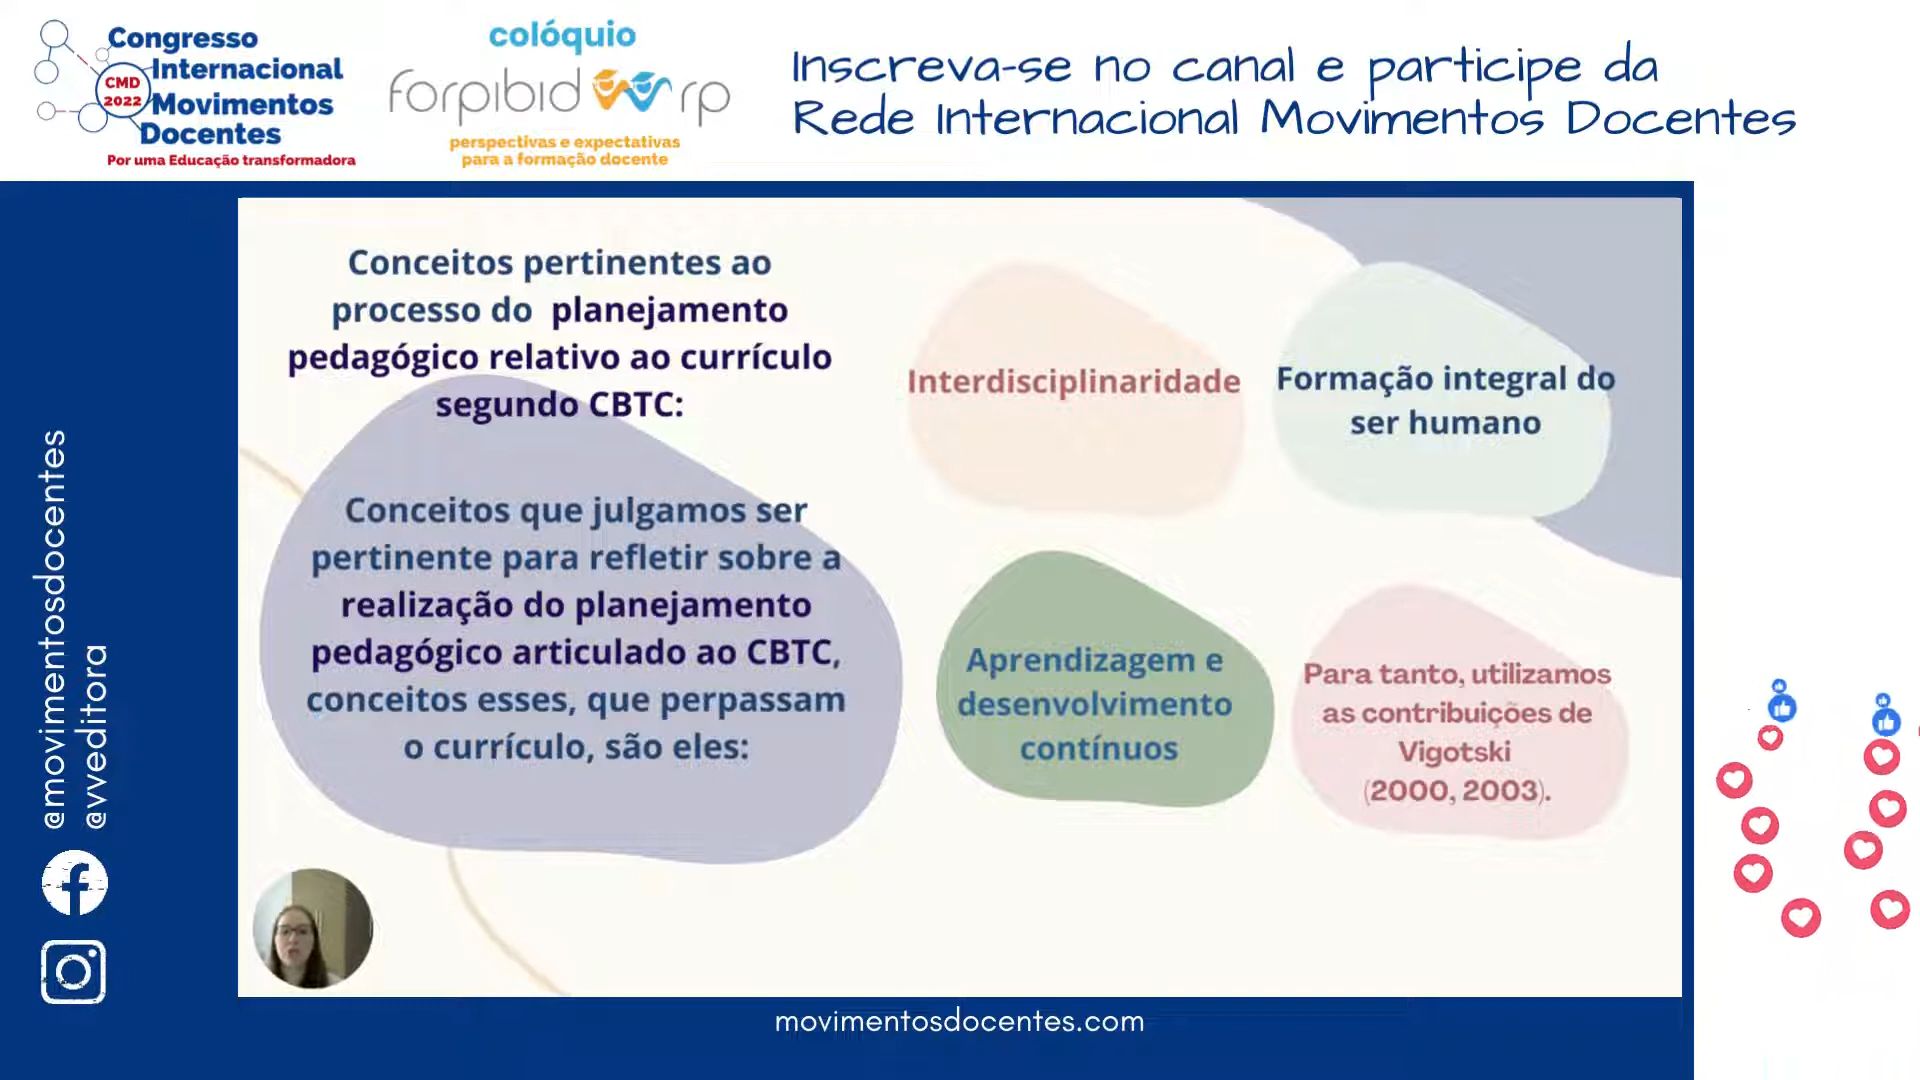 Congresso
Internacional
CMD
2022
Movimentos
Docentes
Por uma Educação transformadora
colóquio
forpibid rp
perspectivas e expectativas
para a formação docente
Inscreva-se no canal e participe da
Rede Internacional Movimentos Docentes
Conceitos pertinentes ao
processo do planejamento
pedagógico relativo ao currículo
segundo CBTC:
Conceitos que julgamos ser
pertinente para refletir sobre a
realização do planejamento
pedagógico articulado ao CBTC,
conceitos esses, que perpassam
o currículo, são eles:
Interdisciplinaridade
Formação integral do
ser humano
Aprendizagem e
desenvolvimento
contínuos
Para tanto, utilizamos
as contribuições de
Vigotski
(2000, 2003).
@movimentosdocentes
@vveditora
movimentosdocentes.com